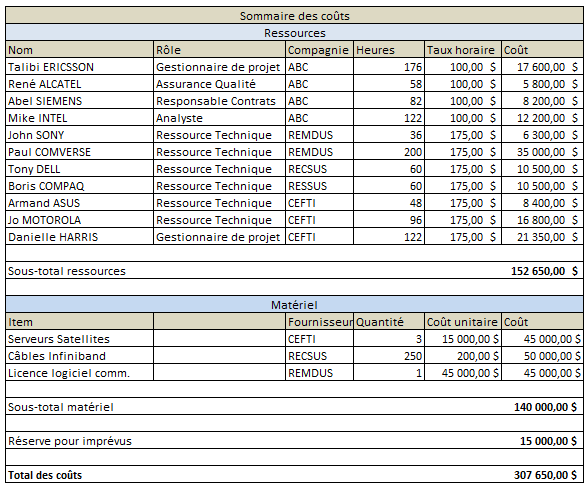 Sommaire des coûts
Ressources
Nom Rôle Compagnie Heures Taux horaire Coût
Talibi ERICSSON Gestionnaire de projet ABC 176 100,00 $ 17 600,00 $
René ALCATEL Assurance Qualité ABC 58 100,00 $ 5 800,00 $
Abel SIEMENS Responsable Contrats ABC 82 100,00 $ 8 200,00 $
Mike INTEL Analyste ABC 122 100,00 $ 12 200,00 $
John SONY Ressource Technique REMDUS 36 175,00 $ 6 300,00 $
Paul COMVERSE Ressource Technique REMDUS 200 175,00 $ 35 000,00 $
Tony DELL Ressource Technique RECSUS 60 175,00 $ 10 500,00 $
Boris COMPAQ Ressource Technique RESSUS 60 175,00 $ 10 500,00 $
Armand ASUS Ressource Technique CEFTI 48 175,00 $ 8 400,00 $
Jo MOTOROLA Ressource Technique CEFTI 96 175,00 $ 16 800,00 $
Danielle HARRIS Gestionnaire de projet CEFTI 122 175,00 $ 21 350,00 $
Sous-total ressources 152 650,00 $
Matériel
Item Fournisseur Quantité Coût unitaire Coût
Serveurs Satellites CEFTI 3 15 000,00 $ 45 000,00 $
Câbles Infiniband RECSUS 250 200,00 $ 50 000,00 $
Licence logiciel comm. REMDUS 1 45 000,00 $ 45 000,00 $
Sous-total matériel 140 000,00 $
Réserve pour imprévus 15 000,00 $
Total des coûts 307 650,00 $